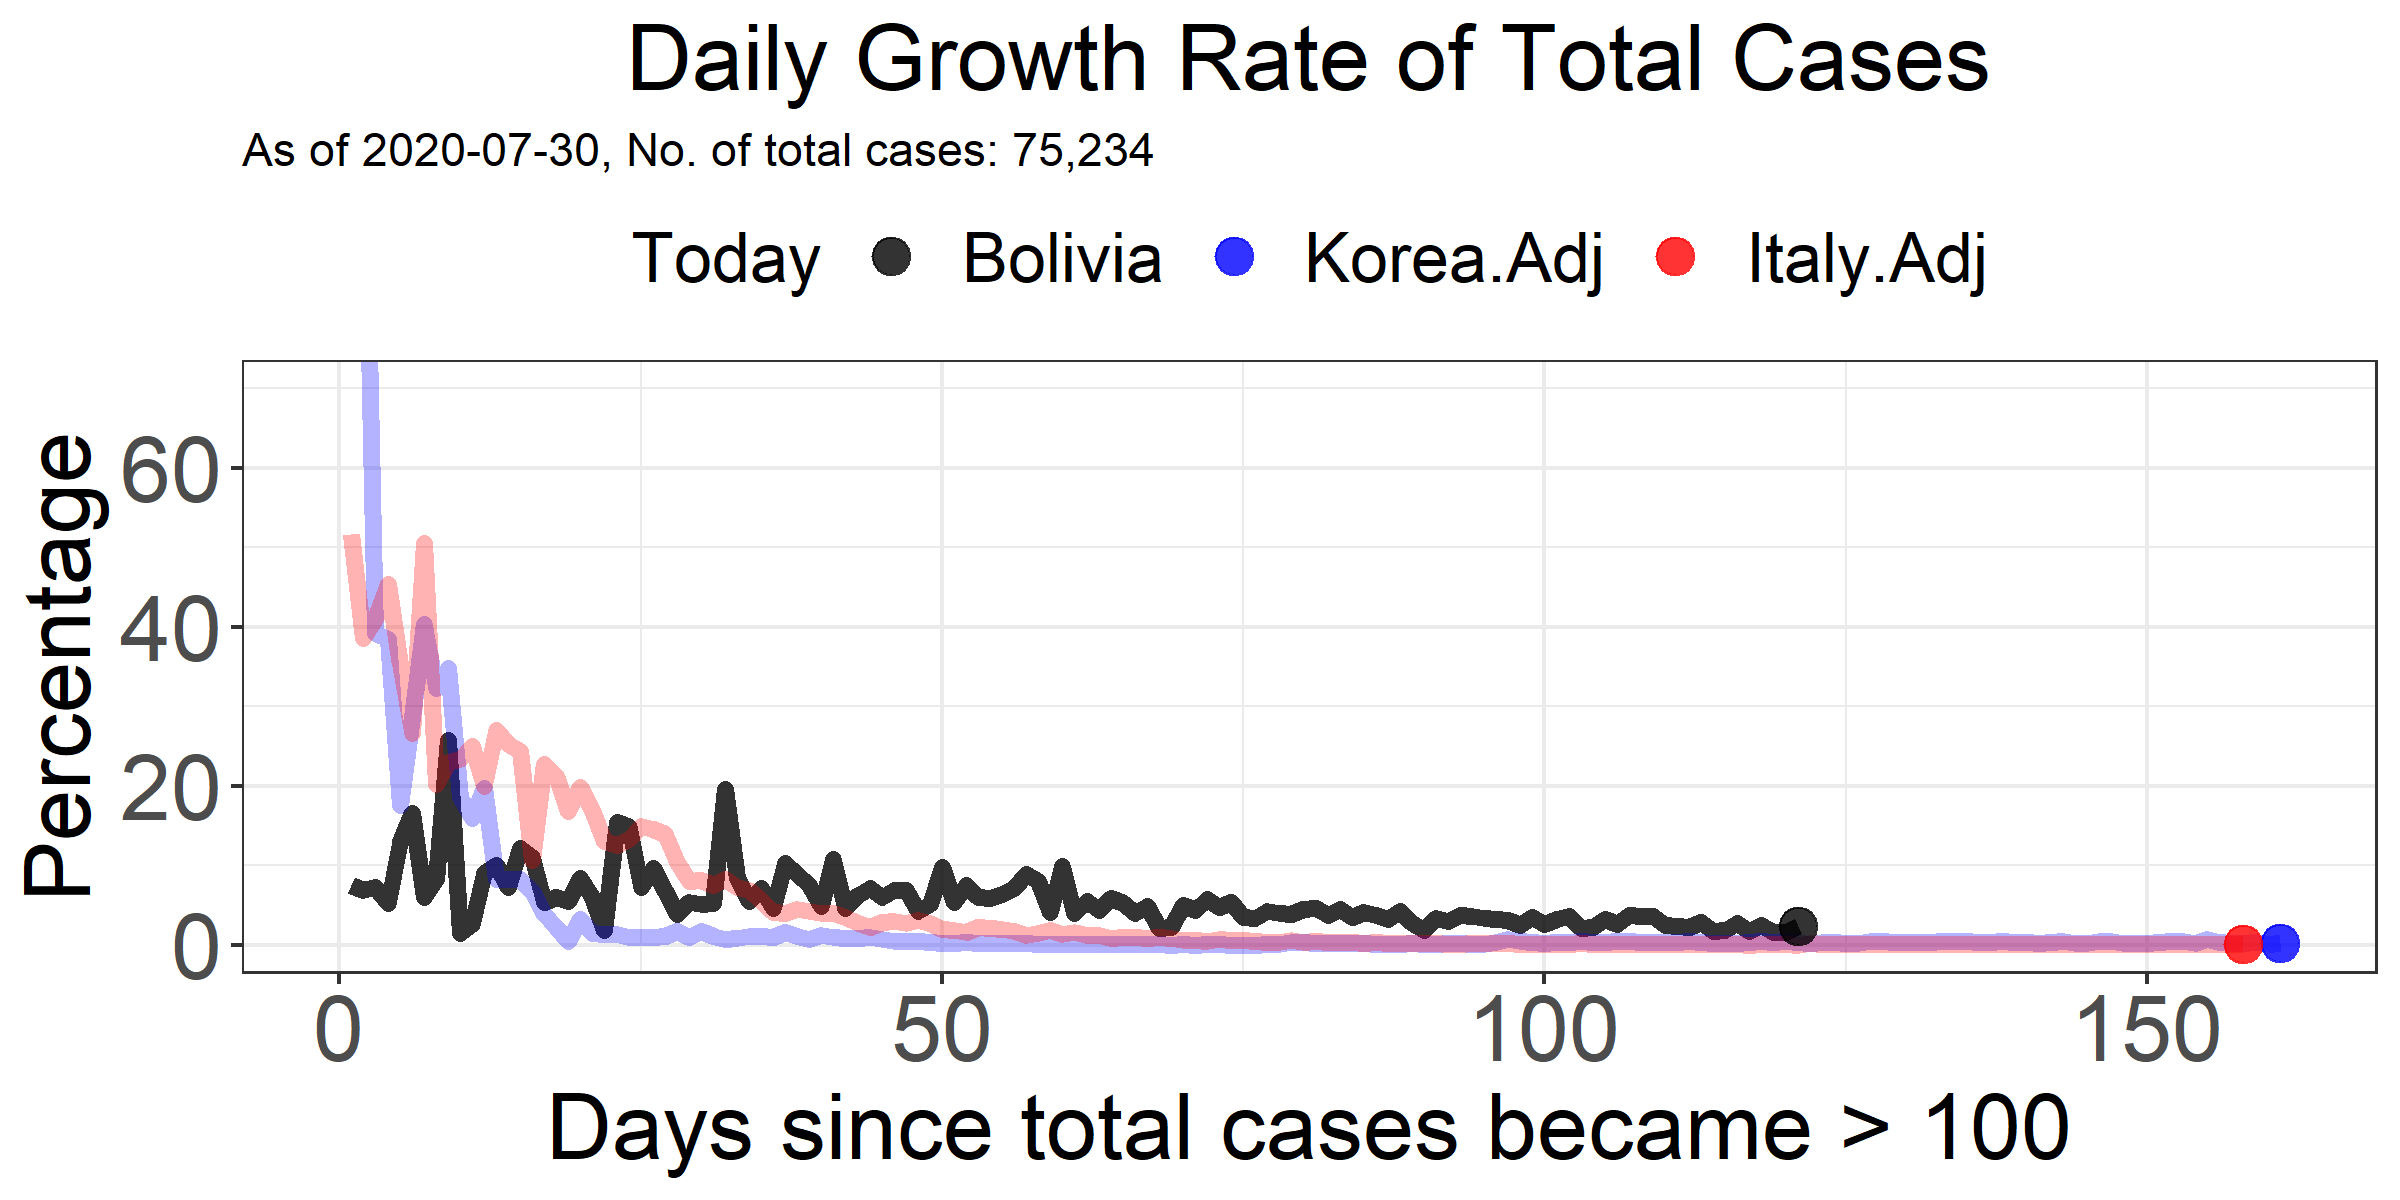 Daily Growth Rate of Total Cases
As of 2020-07-30, No. of total cases: 75,234
Today Bolivia Korea.Adj Italy.Adj
Percentage
60
40
20
0
0 50 100 150
Days since total cases became > 100